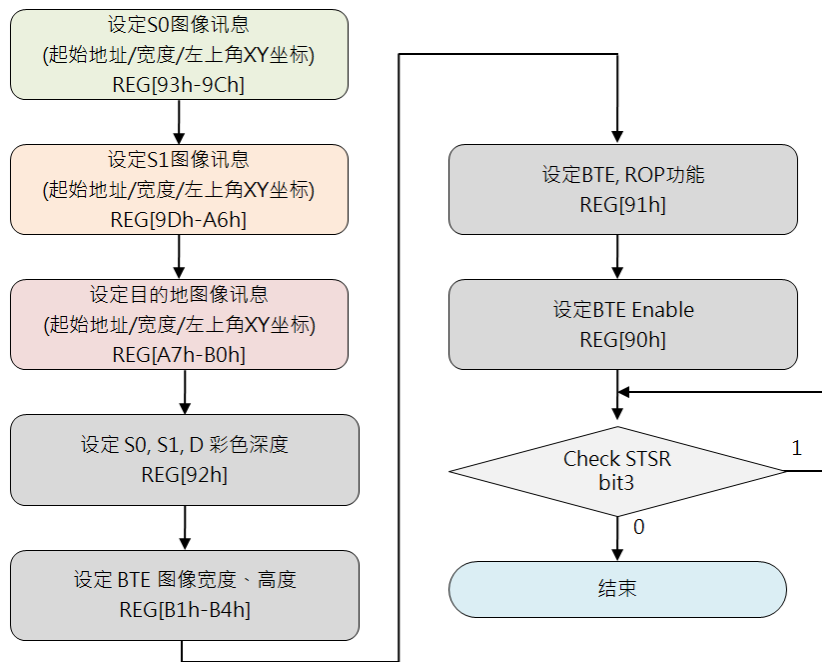 设定S0图像讯息
(起始地址/宽度/左上角XY坐标)
REG[93h-9Ch]
设定S1图像讯息
(起始地址/宽度/左上角XY坐标)
REG[9Dh-A6h]
设定目的地图像讯息
(起始地址/宽度/左上角XY坐标)
REG[A7h-B0h]
设定 S0, S1, D 彩色深度
REG[92h]
设定 BTE 图像宽度、高度
REG[B1h-B4h]
设定BTE, ROP功能
REG[91h]
设定BTE Enable
REG[90h]
Check STSR
bit3
1
0
结束